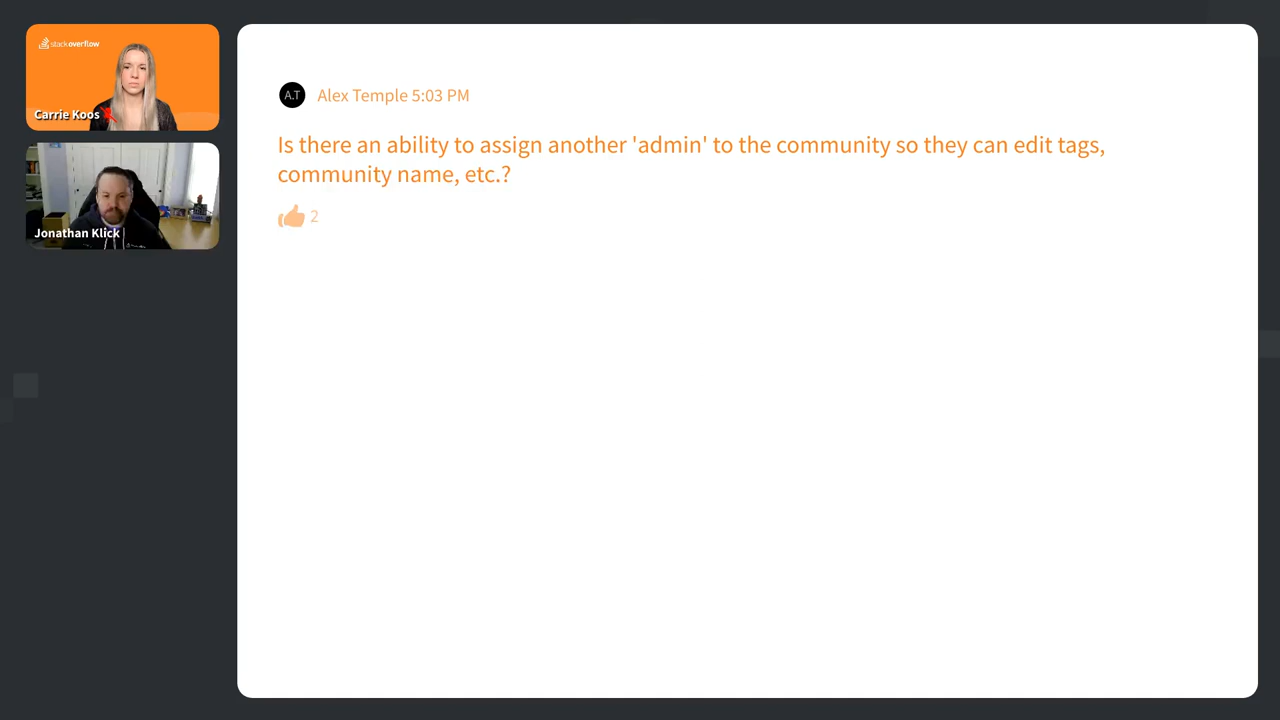 stackoverflow
Carrie Koos
Jonathan Klick
A.T
Alex Temple 5:03 PM
Is there an ability to assign another 'admin' to the community so they can edit tags,
community name, etc.?
2